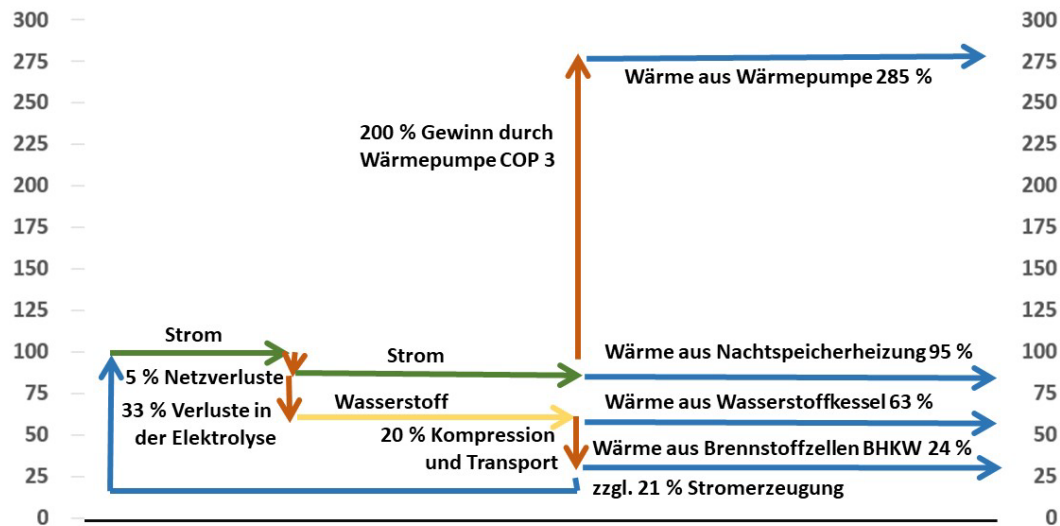 300 300
275 275
Wärme aus Wärmepumpe 285 %
250 250
225 225
200 % Gewinn durch
Wärmepumpe COP 3
200 200
175 175
150 150
125 125
Strom
100 100
Strom
Wärme aus Nachtspeicherheizung 95 %
5 % Netzverluste
75 75
Wasserstoff
Wärme aus Wasserstoffkessel 63 %
33 % Verluste in
der Elektrolyse
50 50
20 % Kompression
und Transport
Wärme aus Brennstoffzellen BHKW 24 %
25 25
zzgl. 21 % Stromerzeugung
0 0